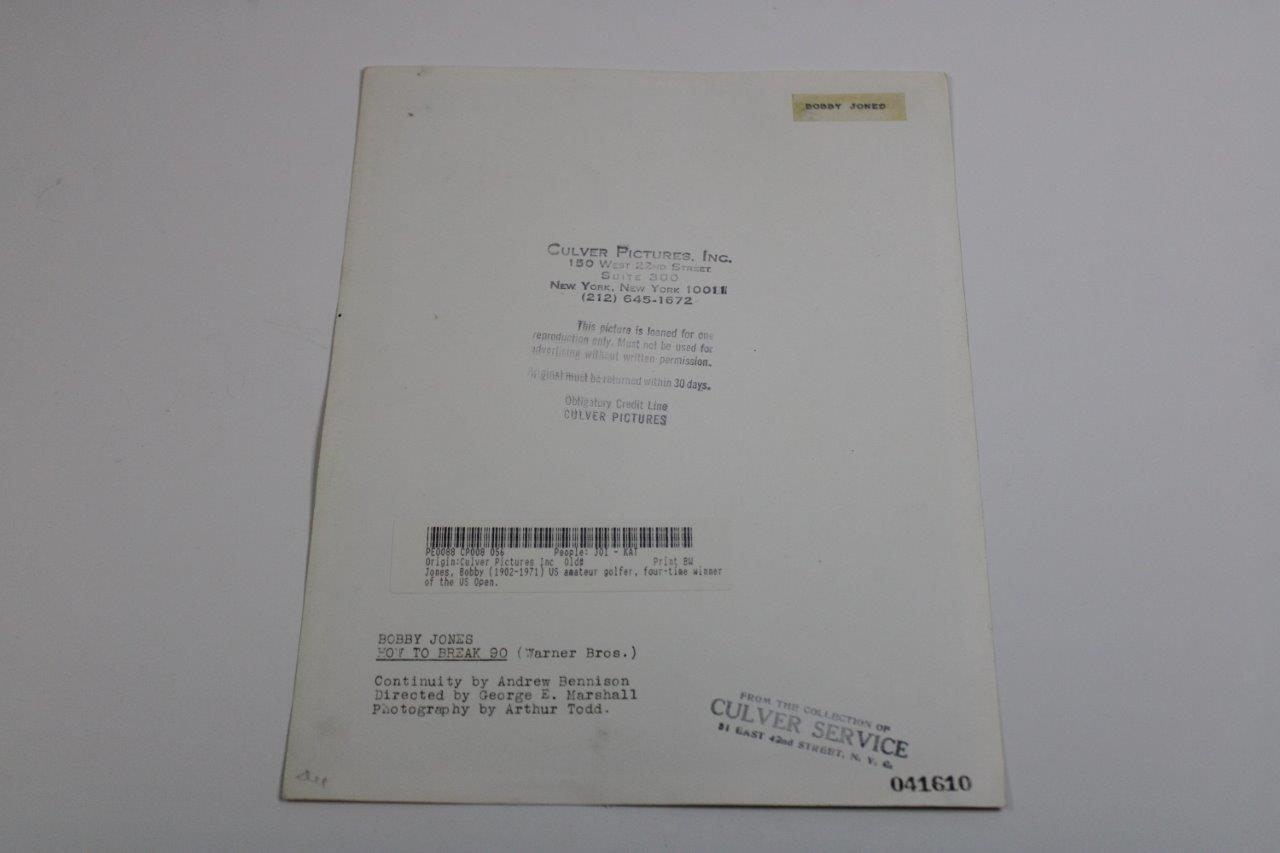 BOBBY JONES
CULVER PICTURES, INC.
150 WEST 22ND STREET
SUITE 300
NEW YORK, NEW YORK 10011
(212) 645-1672
This picture is loaned for one
reproduction only. Must not be used for
advertising without written permission.
Original must be returned within 30 days.
Obligatory Credit Line
CULVER PICTURES
PE0088 CP008 056 People: JO1 - KAT
Origin:Culver Pictures Inc Old# Print BW
Jones, Bobby (1902-1971) US amateur golfer, four-time winner
of the US Open.
BOBBY JONES
HOW TO BREAK 90 (Warner Bros.)
Continuity by Andrew Bennison
Directed by George E. Marshall
Photography by Arthur Todd.
FROM THE COLLECTION OF
CULVER SERVICE
51 EAST 42nd STREET, N. Y. C.
041610